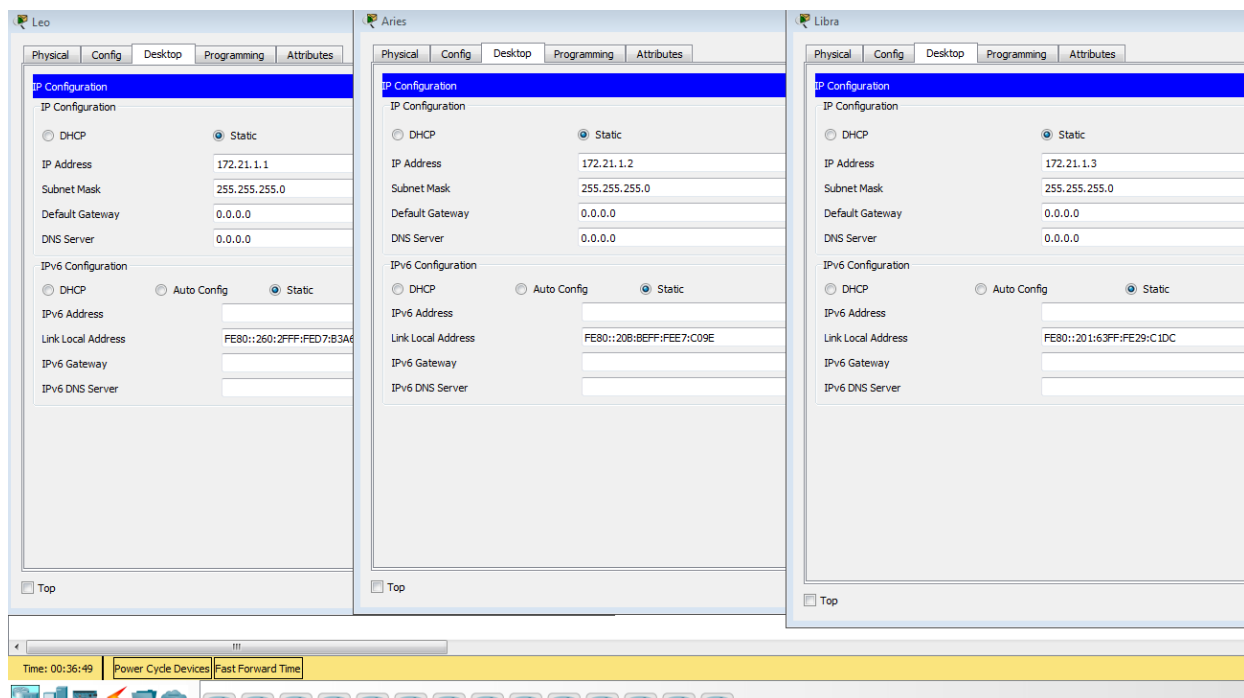 Leo
Physical Config Desktop Programming Attributes
IP Configuration
IP Configuration
DHCP Static
IP Address 172.21.1.1
Subnet Mask 255.255.255.0
Default Gateway 0.0.0.0
DNS Server 0.0.0.0
IPv6 Configuration
DHCP Auto Config Static
IPv6 Address
Link Local Address FE80::260:2FFF:FED7:B3A6
IPv6 Gateway
IPv6 DNS Server
Top
Aries
Physical Config Desktop Programming Attributes
IP Configuration
IP Configuration
DHCP Static
IP Address 172.21.1.2
Subnet Mask 255.255.255.0
Default Gateway 0.0.0.0
DNS Server 0.0.0.0
IPv6 Configuration
DHCP Auto Config Static
IPv6 Address
Link Local Address FE80::20B:BEFF:FEE7:C09E
IPv6 Gateway
IPv6 DNS Server
Top
Libra
Physical Config Desktop Programming Attributes
IP Configuration
IP Configuration
DHCP Static
IP Address 172.21.1.3
Subnet Mask 255.255.255.0
Default Gateway 0.0.0.0
DNS Server 0.0.0.0
IPv6 Configuration
DHCP Auto Config Static
IPv6 Address
Link Local Address FE80::201:63FF:FE29:C1DC
IPv6 Gateway
IPv6 DNS Server
Top
Time: 00:36:49 Power Cycle Devices Fast Forward Time